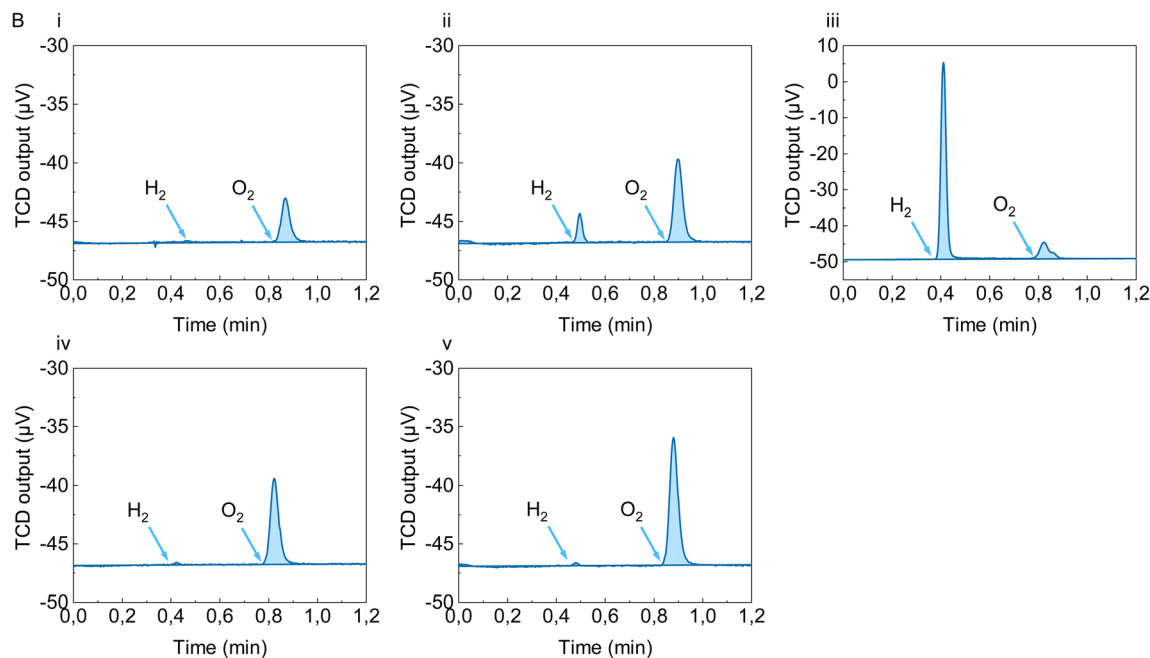 B
i
-30
-35
-40
-45
-50
TCD output (µV)
H2
O2
0,0 0,2 0,4 0,6 0,8 1,0 1,2
Time (min)
ii
-30
-35
-40
-45
-50
TCD output (µV)
H2
O2
0,0 0,2 0,4 0,6 0,8 1,0 1,2
Time (min)
iii
10
0
-10
-20
-30
-40
-50
TCD output (µV)
H2
O2
0,0 0,2 0,4 0,6 0,8 1,0 1,2
Time (min)
iv
-30
-35
-40
-45
-50
TCD output (µV)
H2
O2
0,0 0,2 0,4 0,6 0,8 1,0 1,2
Time (min)
v
-30
-35
-40
-45
-50
TCD output (µV)
H2
O2
0,0 0,2 0,4 0,6 0,8 1,0 1,2
Time (min)